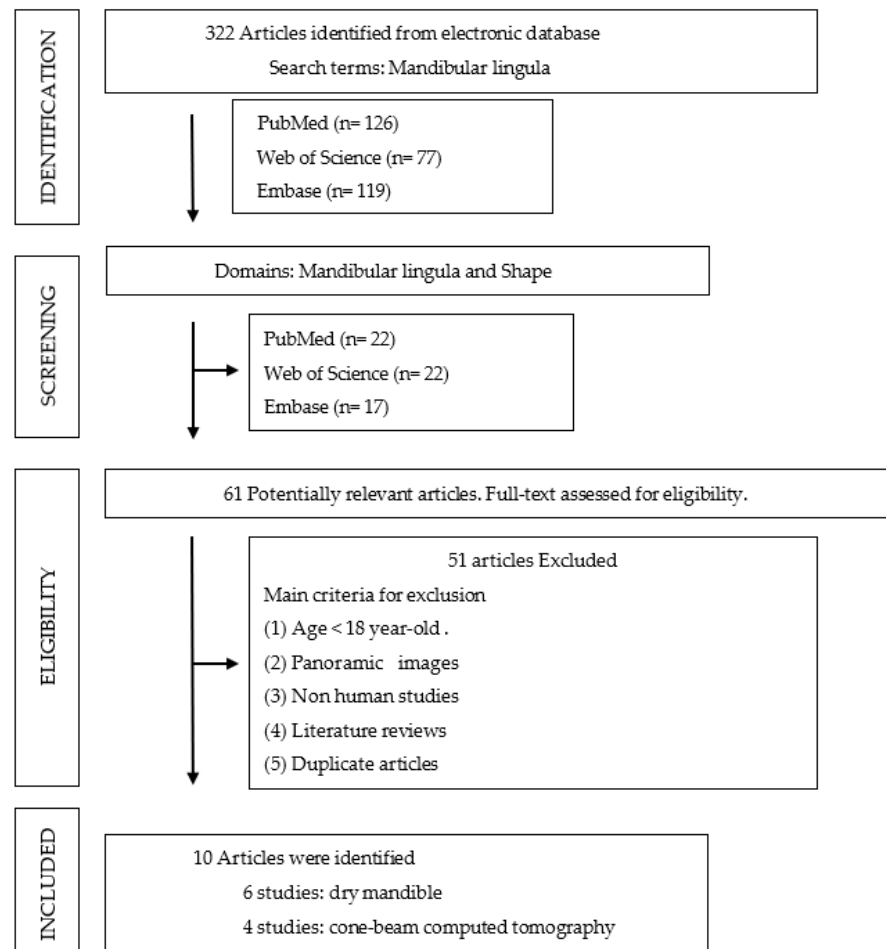 IDENTIFICATION
322 Articles identified from electronic database
Search terms: Mandibular lingula
PubMed (n= 126)
Web of Science (n= 77)
Embase (n= 119)
SCREENING
Domains: Mandibular lingula and Shape
PubMed (n= 22)
Web of Science (n= 22)
Embase (n= 17)
ELIGIBILITY
61 Potentially relevant articles. Full-text assessed for eligibility.
51 articles Excluded
Main criteria for exclusion
(1) Age < 18 year-old .
(2) Panoramic images
(3) Non human studies
(4) Literature reviews
(5) Duplicate articles
INCLUDED
10 Articles were identified
6 studies: dry mandible
4 studies: cone-beam computed tomography